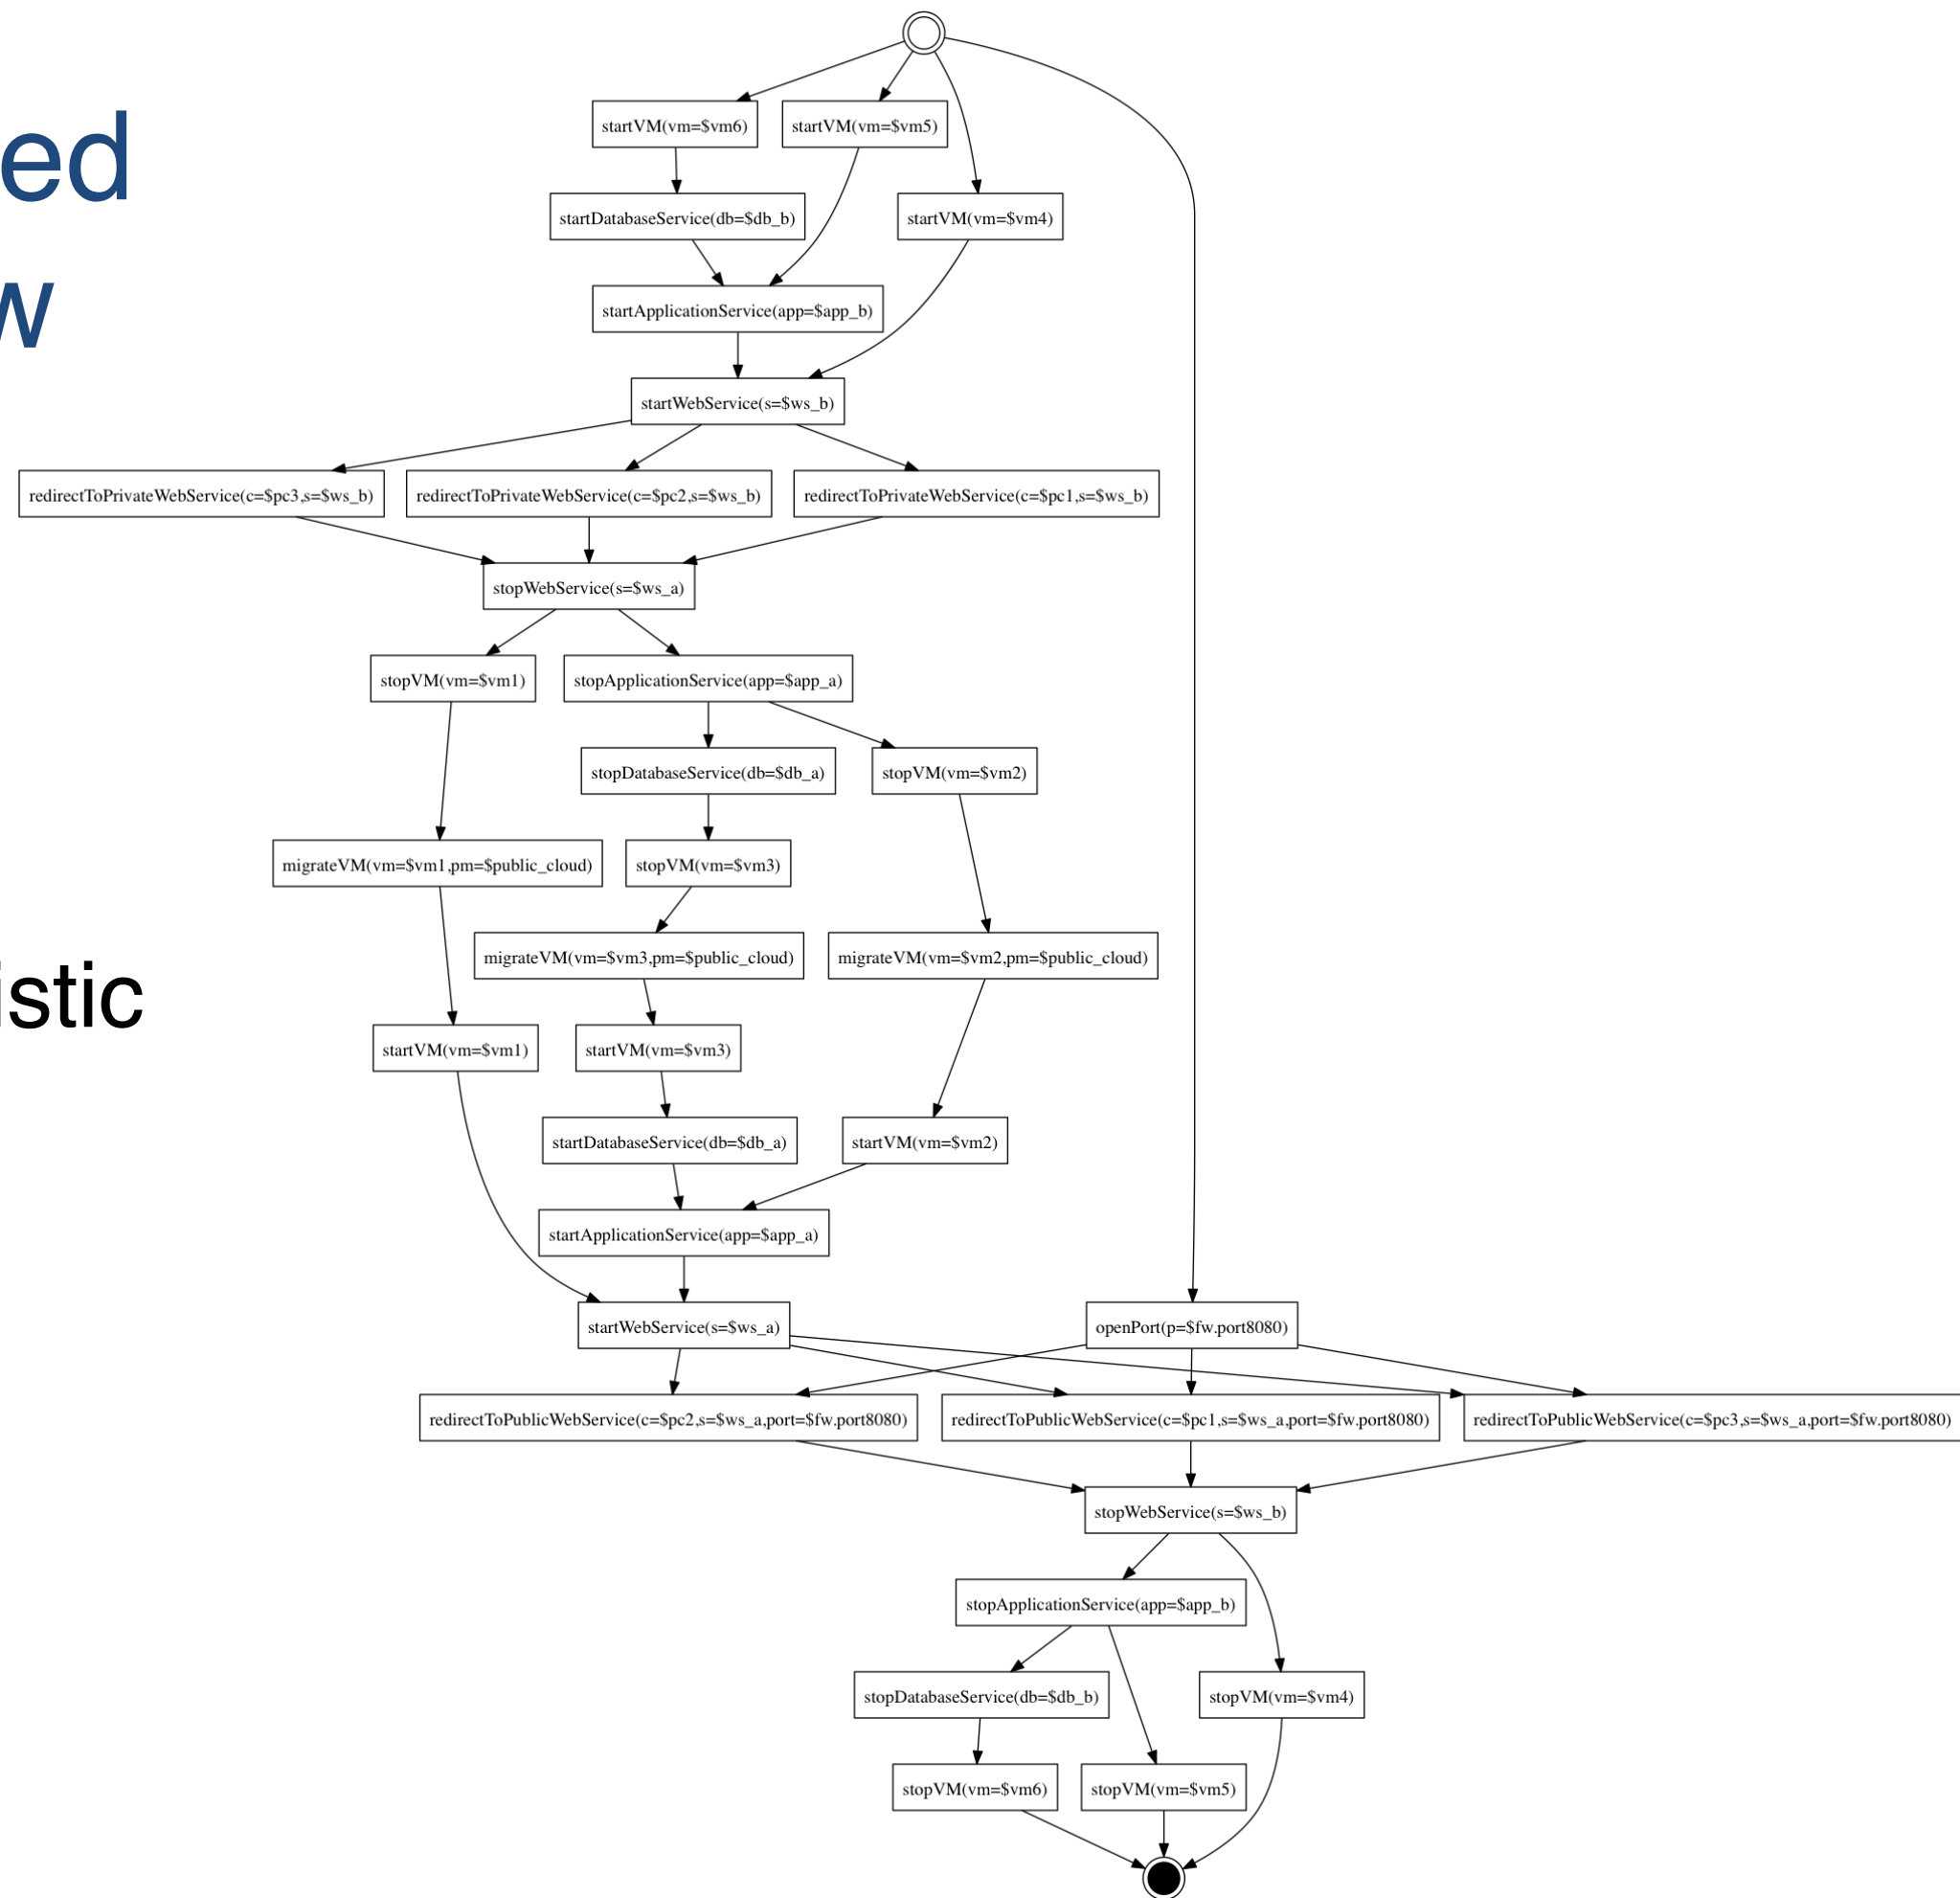 ed
w
istic
startVM(vm=$vm6)
startVM(vm=$vm5)
startDatabaseService(db=$db_b)
startVM(vm=$vm4)
startApplicationService(app=$app_b)
startWebService(s=$ws_b)
redirectToPrivateWebService(c=$pc3,s=$ws_b)
redirectToPrivateWebService(c=$pc2,s=$ws_b)
redirectToPrivateWebService(c=$pc1,s=$ws_b)
stopWebService(s=$ws_a)
stopVM(vm=$vm1)
stopApplicationService(app=$app_a)
stopDatabaseService(db=$db_a)
stopVM(vm=$vm2)
migrateVM(vm=$vm1,pm=$public_cloud)
stopVM(vm=$vm3)
migrateVM(vm=$vm3,pm=$public_cloud)
migrateVM(vm=$vm2,pm=$public_cloud)
startVM(vm=$vm1)
startVM(vm=$vm3)
startDatabaseService(db=$db_a)
startVM(vm=$vm2)
startApplicationService(app=$app_a)
startWebService(s=$ws_a)
openPort(p=$fw.port8080)
redirectToPublicWebService(c=$pc2,s=$ws_a,port=$fw.port8080)
redirectToPublicWebService(c=$pc1,s=$ws_a,port=$fw.port8080)
redirectToPublicWebService(c=$pc3,s=$ws_a,port=$fw.port8080)
stopWebService(s=$ws_b)
stopApplicationService(app=$app_b)
stopDatabaseService(db=$db_b)
stopVM(vm=$vm4)
stopVM(vm=$vm6)
stopVM(vm=$vm5)